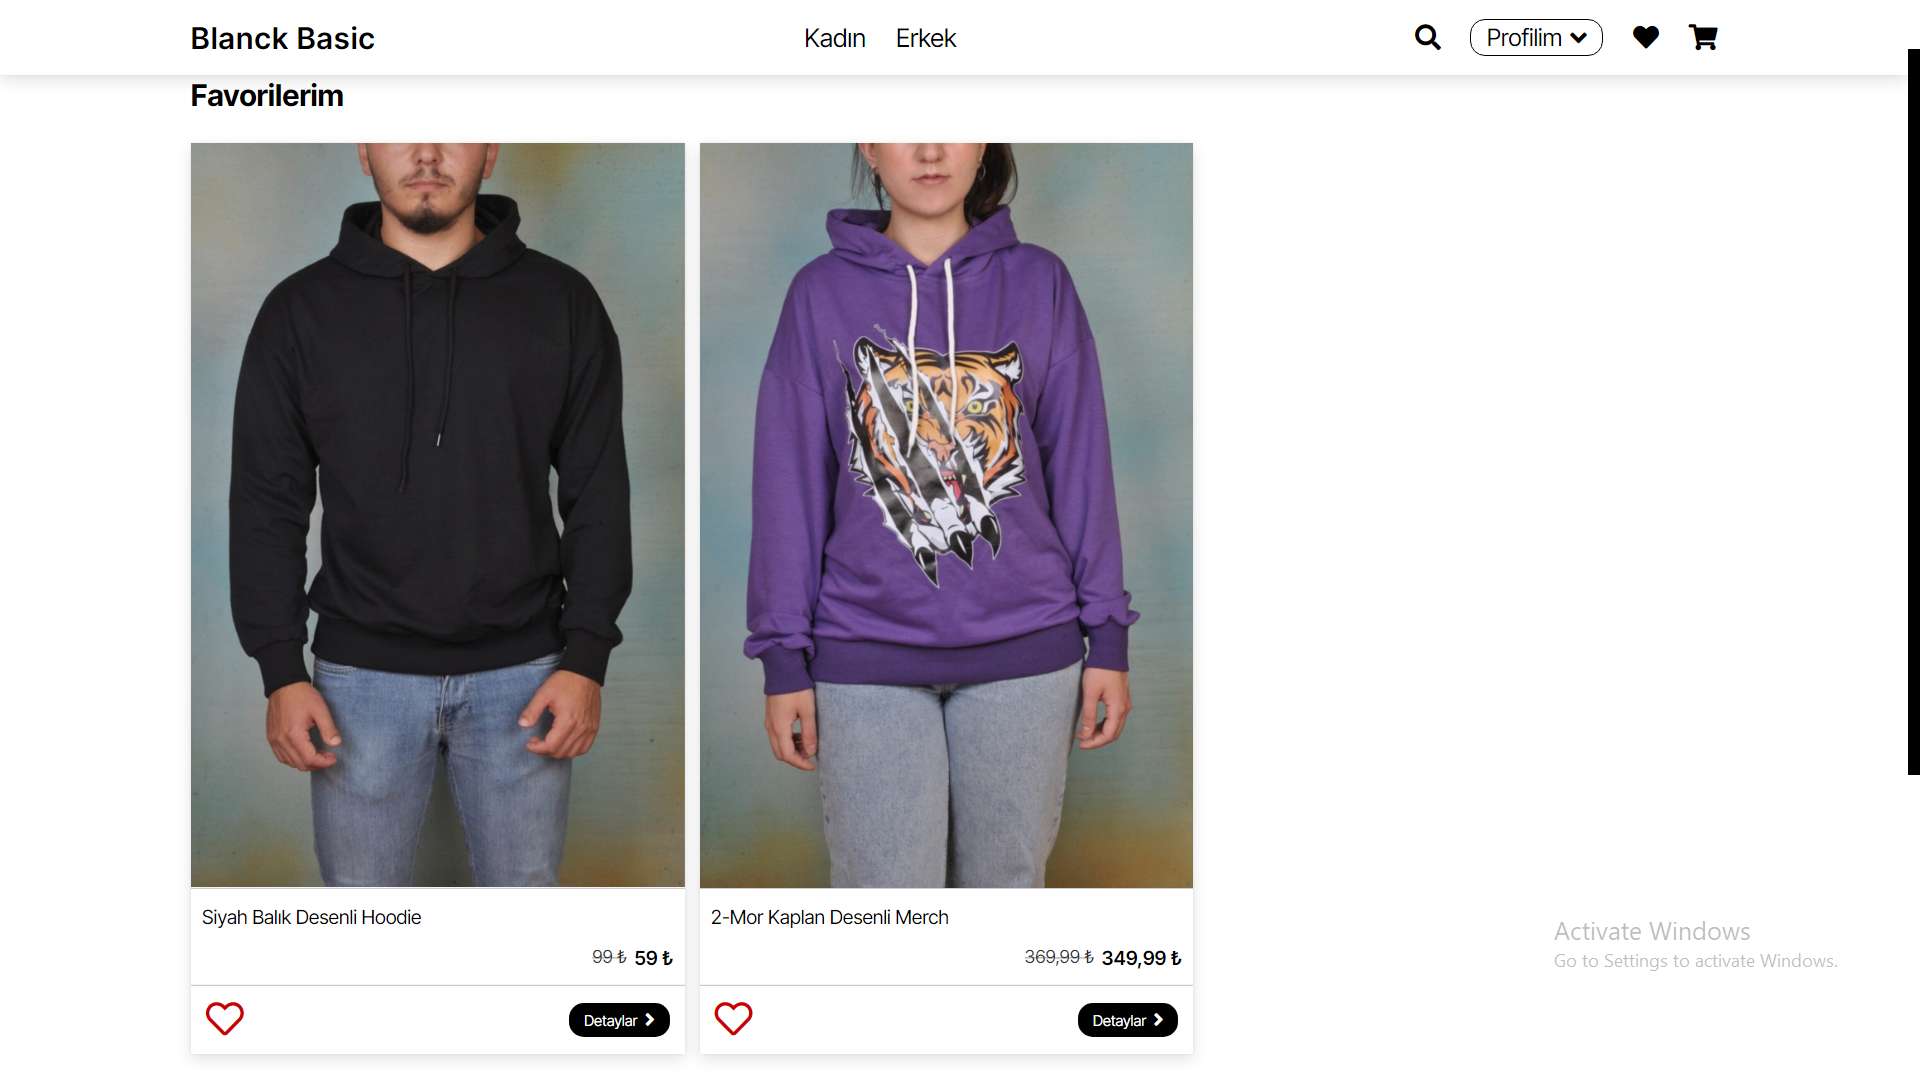 Blanck Basic
Kadın Erkek
Profilim
Favorilerim
Siyah Balık Desenli Hoodie
99 ₺ 59 ₺
Detaylar
2-Mor Kaplan Desenli Merch
369,99 ₺ 349,99 ₺
Detaylar
Activate Windows
Go to Settings to activate Windows.